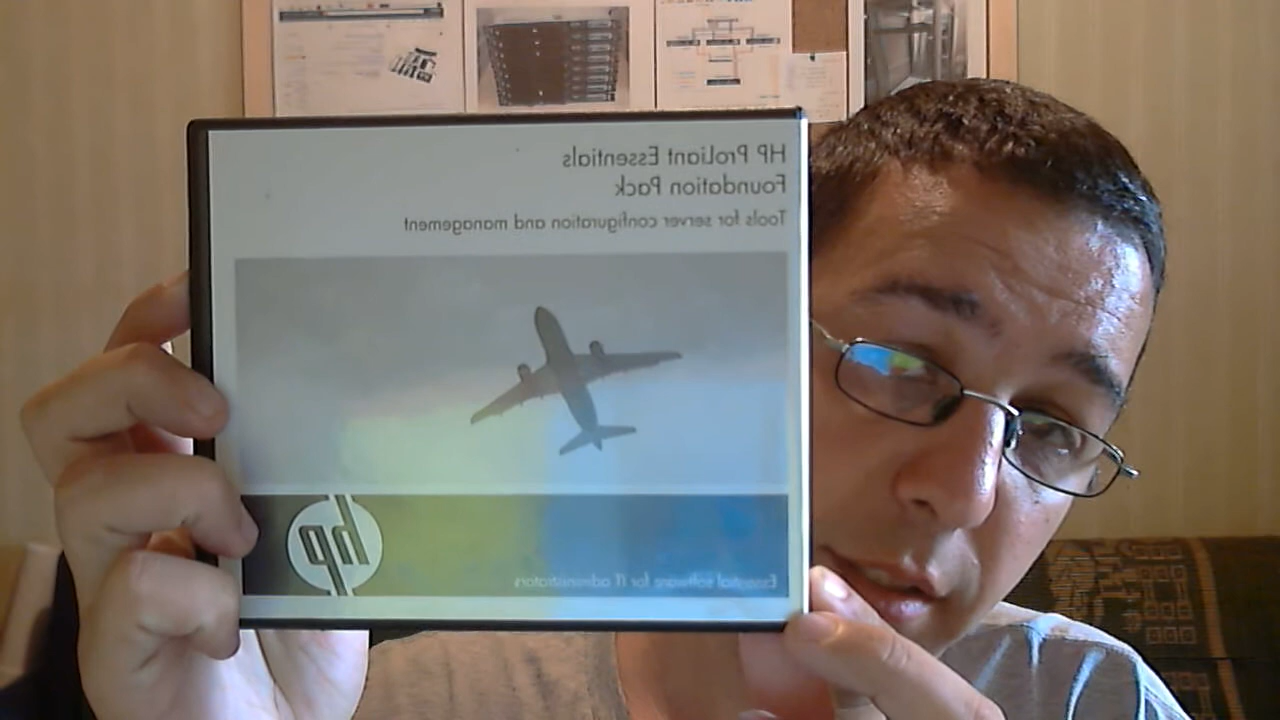 HP ProLiant Essentials
Foundation Pack
Tools for server configuration and management
hp
Essential software for IT administrators